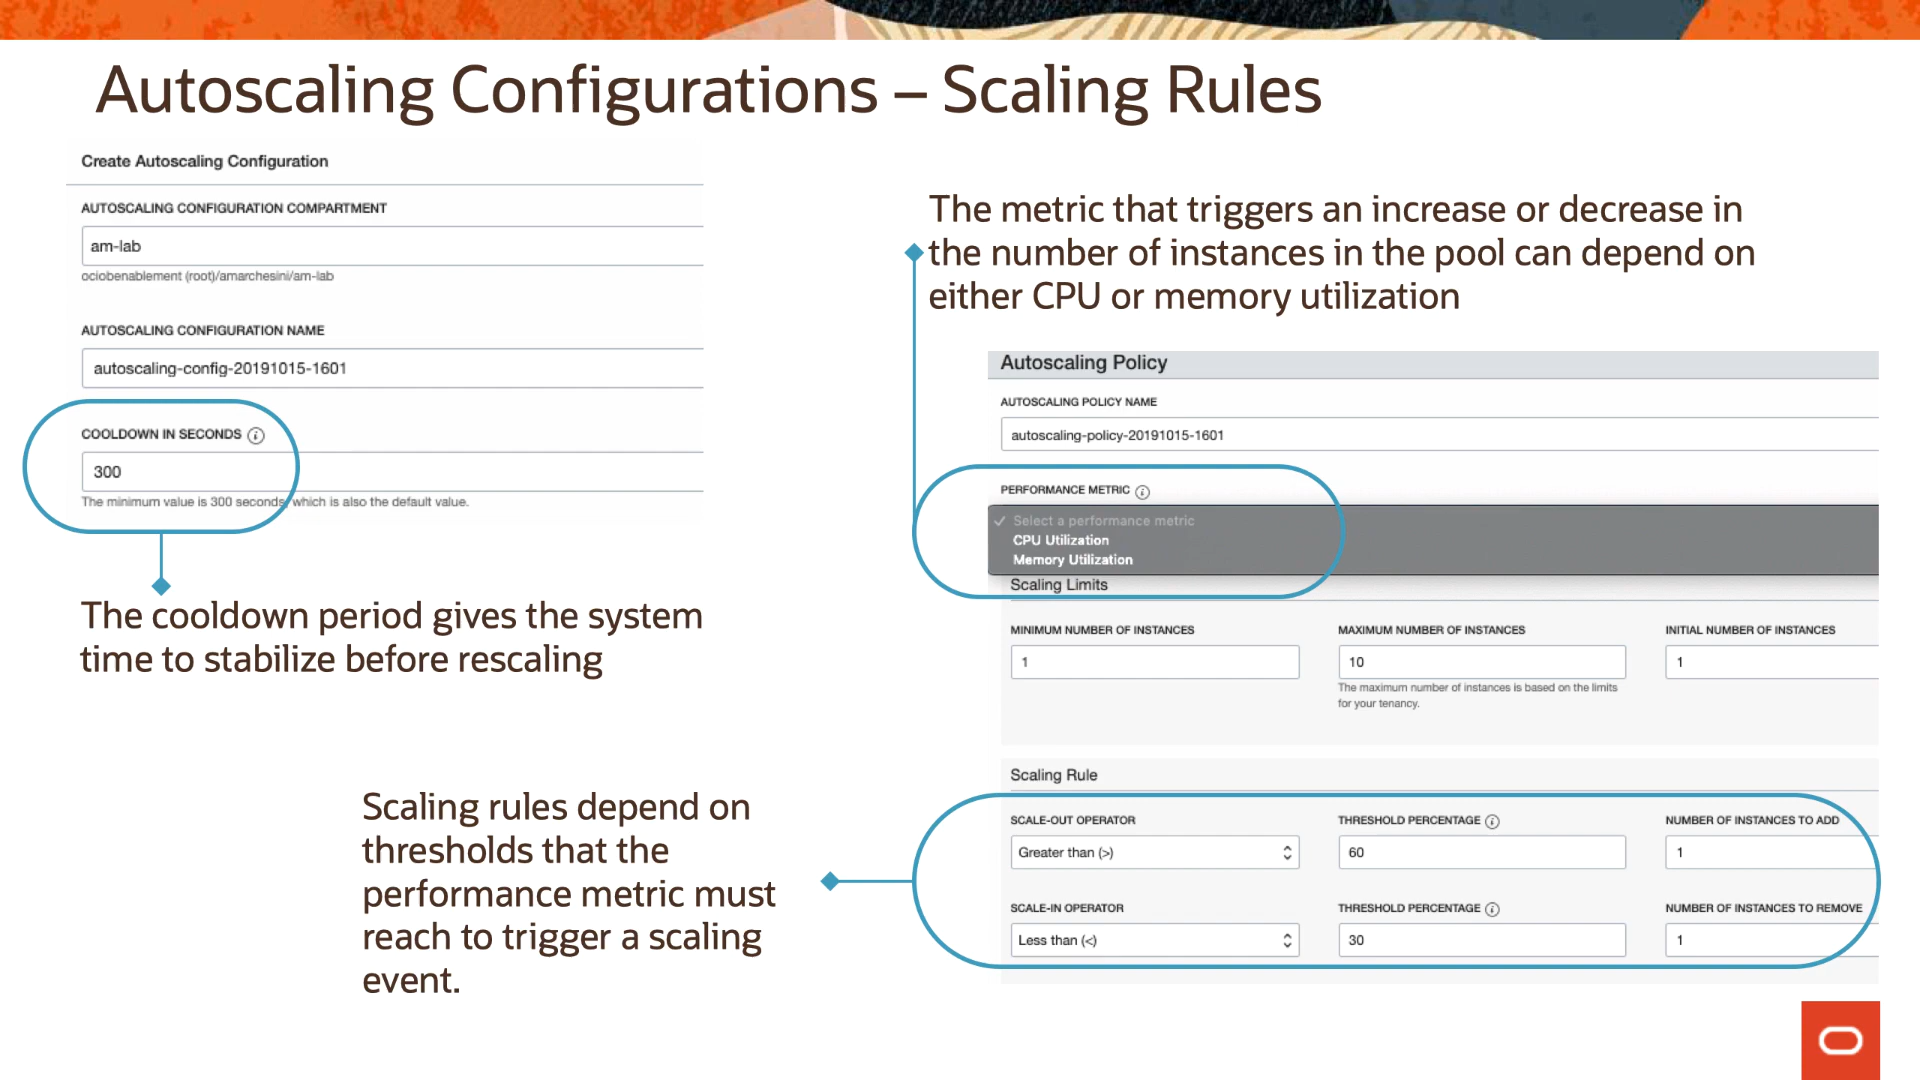 Autoscaling Configurations – Scaling Rules
Create Autoscaling Configuration
AUTOSCALING CONFIGURATION COMPARTMENT
am-lab
ociobenablement (root)/amarchesini/am-lab
AUTOSCALING CONFIGURATION NAME
autoscaling-config-20191015-1601
COOLDOWN IN SECONDS
300
The minimum value is 300 seconds, which is also the default value.
The cooldown period gives the system
time to stabilize before rescaling
Scaling rules depend on
thresholds that the
performance metric must
reach to trigger a scaling
event.
The metric that triggers an increase or decrease in
the number of instances in the pool can depend on
either CPU or memory utilization
Autoscaling Policy
AUTOSCALING POLICY NAME
autoscaling-policy-20191015-1601
PERFORMANCE METRIC
Select a performance metric
CPU Utilization
Memory Utilization
Scaling Limits
MINIMUM NUMBER OF INSTANCES MAXIMUM NUMBER OF INSTANCES INITIAL NUMBER OF INSTANCES
1 10 1
The maximum number of instances is based on the limits
for your tenancy.
Scaling Rule
SCALE-OUT OPERATOR THRESHOLD PERCENTAGE NUMBER OF INSTANCES TO ADD
Greater than (>) 60 1
SCALE-IN OPERATOR THRESHOLD PERCENTAGE NUMBER OF INSTANCES TO REMOVE
Less than (<) 30 1